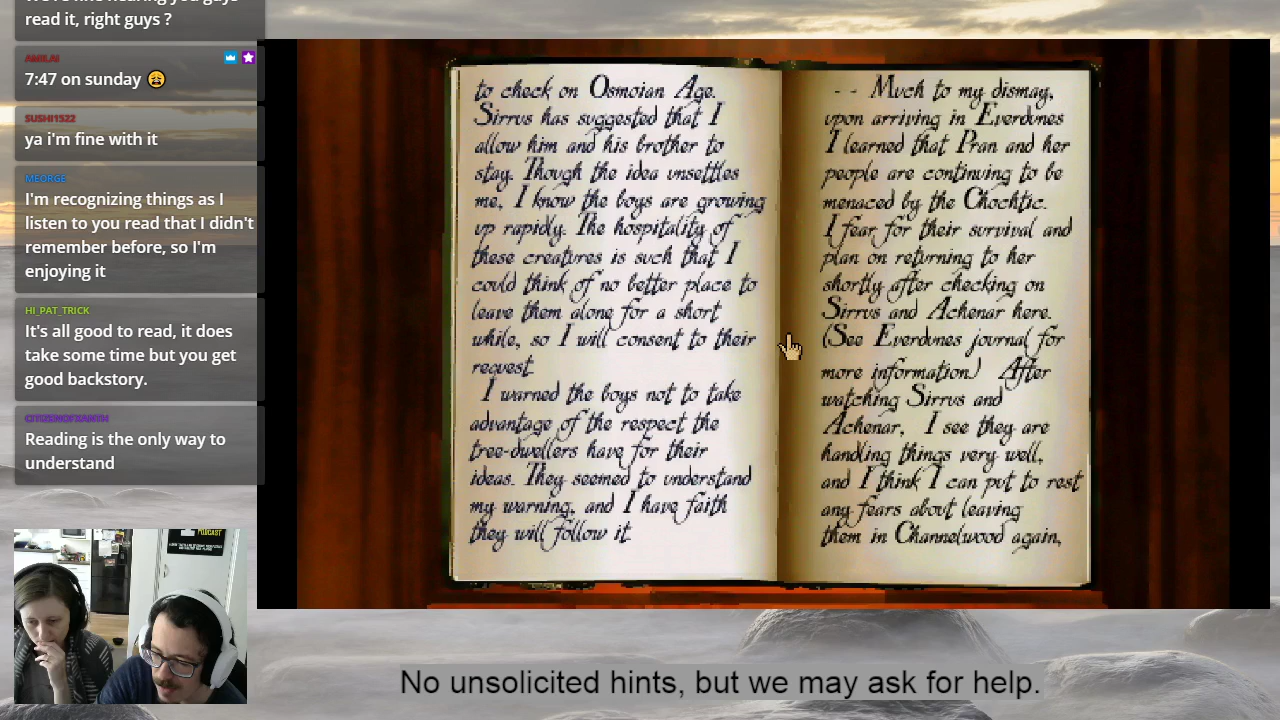 read it, right guys ?
AMILAI
7:47 on sunday 😩
SUSHI1522
ya i'm fine with it
MEORGE
I'm recognizing things as I
listen to you read that I didn't
remember before, so I'm
enjoying it
HI_PAT_TRICK
It's all good to read, it does
take some time but you get
good backstory.
Reading is the only way to
understand
PODCAST
to check on Osmoian Age.
Sirrus has suggested that I
allow him and his brother to
stay. Though the idea unsettles
me, I know the boys are growing
up rapidly. The hospitality of
these creatures is such that I
could think of no better place to
leave them alone for a short
while, so I will consent to their
request.
I warned the boys not to take
advantage of the respect the
tree-dwellers have for their
ideas. They seemed to understand
my warning, and I have faith
they will follow it.
-- Much to my dismay,
upon arriving in Everdunes
I learned that Pran and her
people are continuing to be
menaced by the Chochtic.
I fear for their survival and
plan on returning to her
shortly after checking on
Sirrus and Achenar here.
(See Everdunes journal for
more information) After
watching Sirrus and
Achenar, I see they are
handling things very well,
and I think I can put to rest
any fears about leaving
them in Channelwood again,
No unsolicited hints, but we may ask for help.